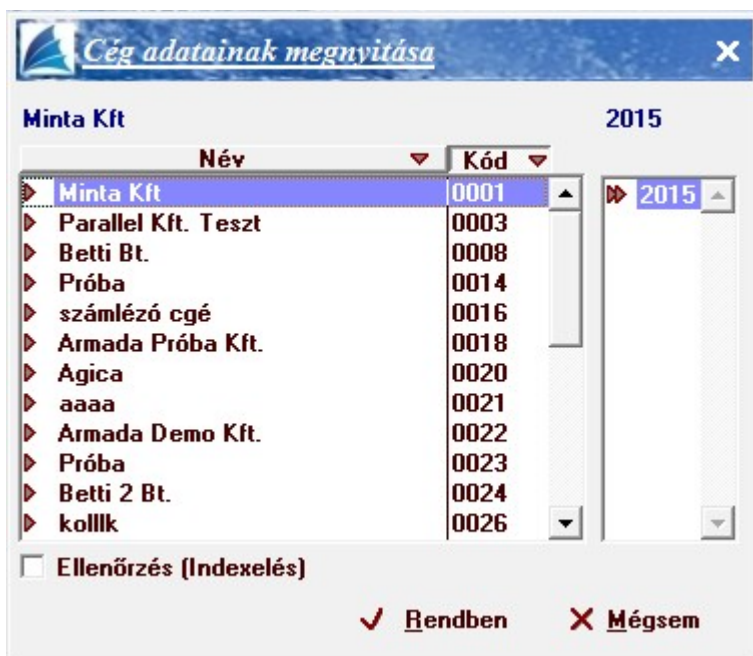 Cég adatainak megnyitása
Minta Kft 2015
Név Kód
Minta Kft 0001 2015
Parallel Kft. Teszt 0003
Betti Bt. 0008
Próba 0014
számlézó cgé 0016
Armada Próba Kft. 0018
Agica 0020
aaaa 0021
Armada Demo Kft. 0022
Próba 0023
Betti 2 Bt. 0024
kolllk 0026
Ellenőrzés (Indexelés)
Rendben Mégsem